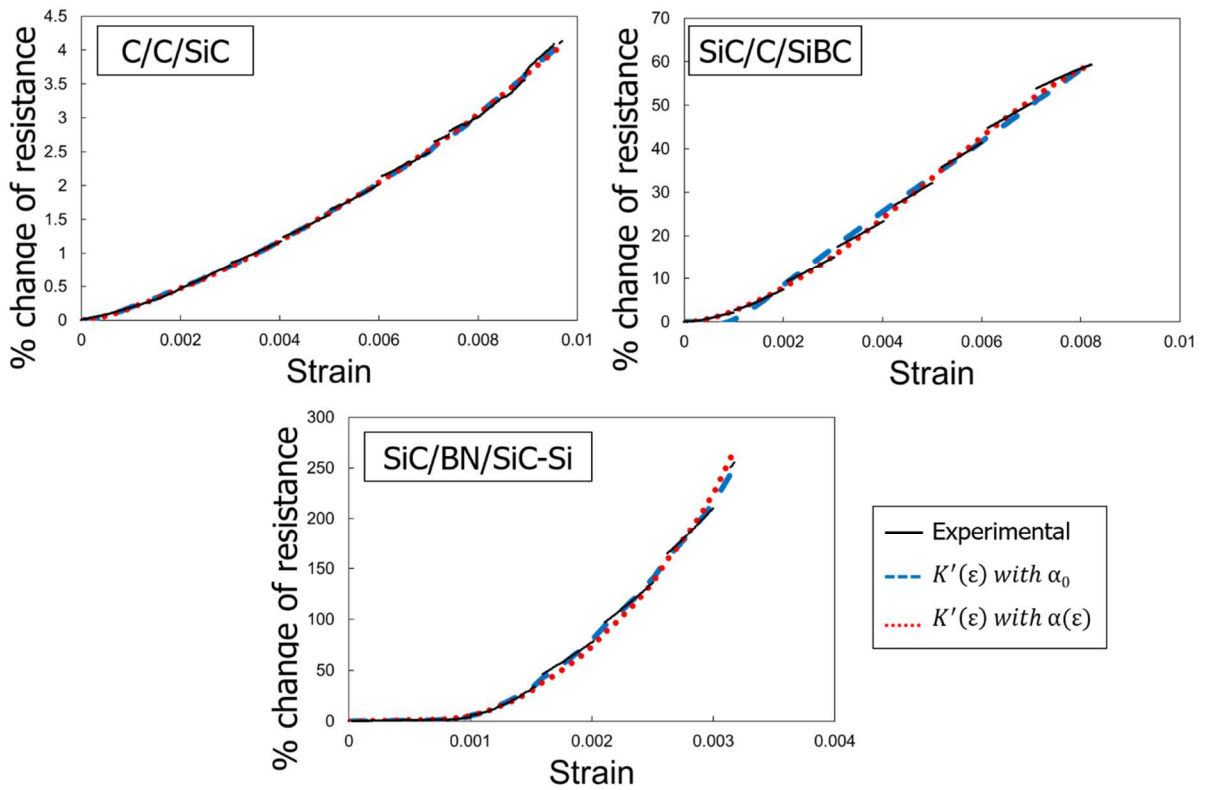 C/C/SiC
% change of resistance
4.5
4
3.5
3
2.5
2
1.5
1
0.5
0
0 0.002 0.004 0.006 0.008 0.01
Strain
SiC/C/SiBC
% change of resistance
70
60
50
40
30
20
10
0
0 0.002 0.004 0.006 0.008 0.01
Strain
SiC/BN/SiC-Si
% change of resistance
300
250
200
150
100
50
0
0 0.001 0.002 0.003 0.004
Strain
Experimental
K′(ε) with α₀
K′(ε) with α(ε)